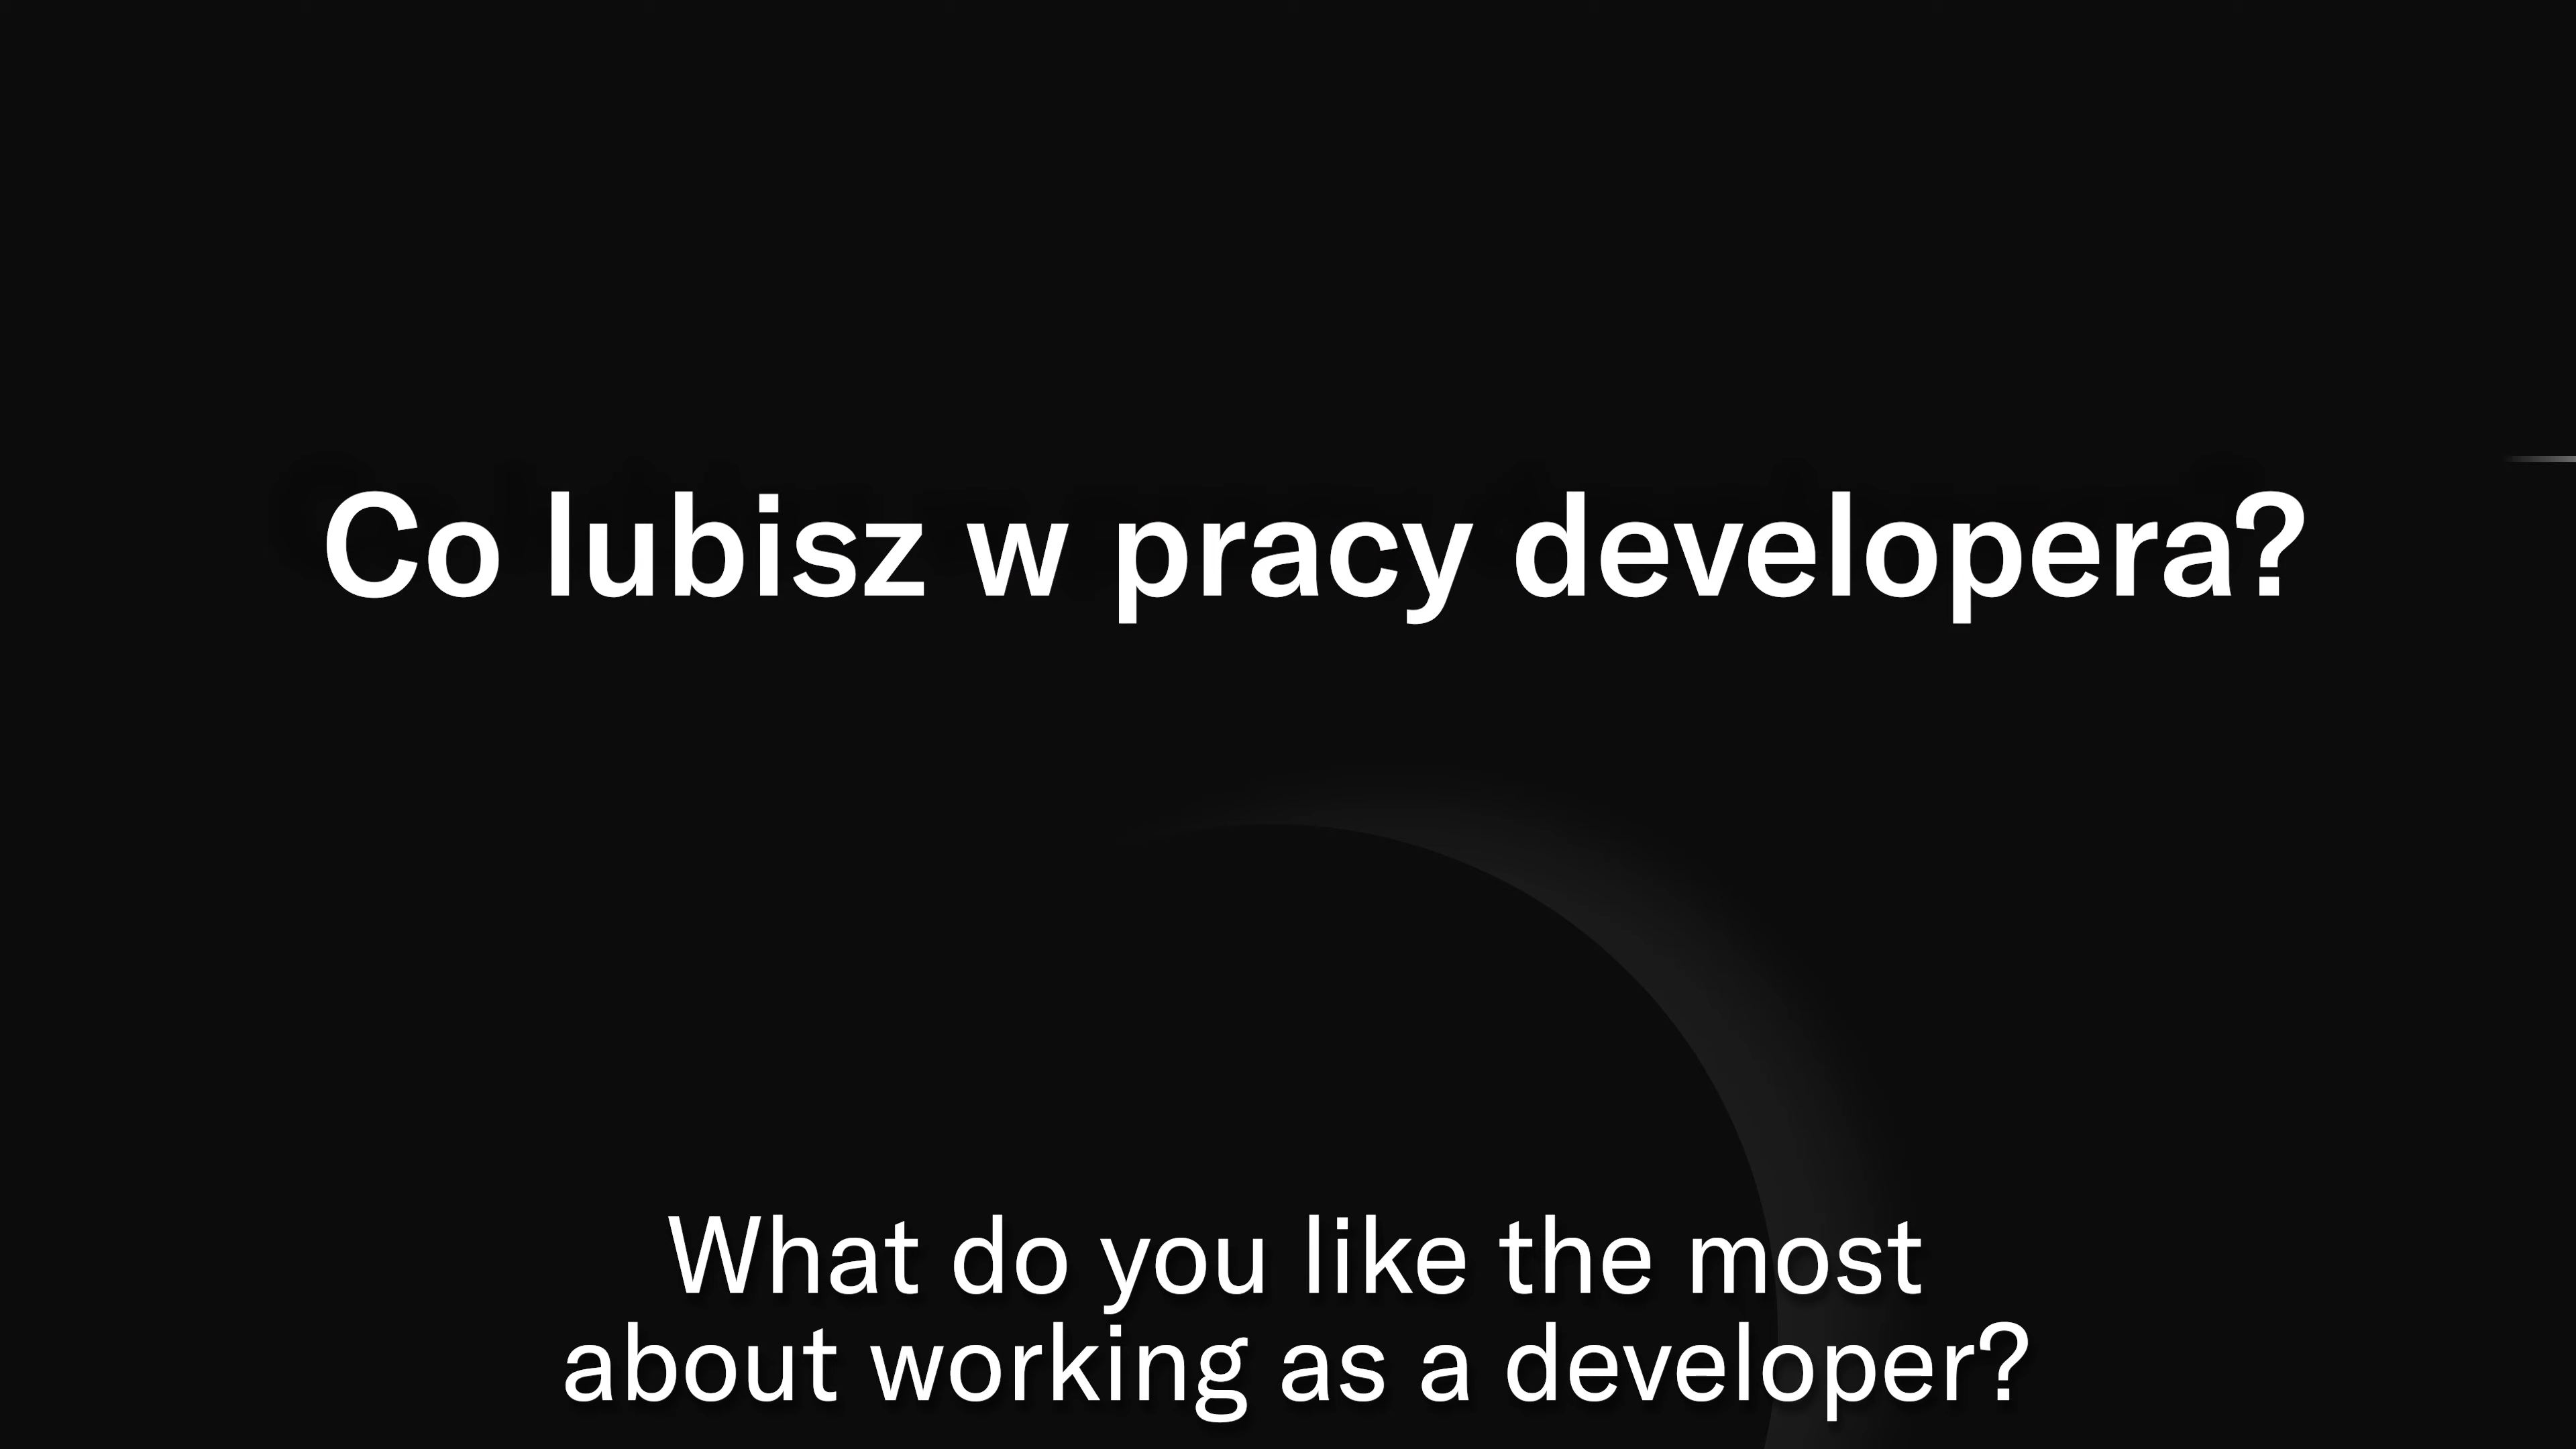 Co lubisz w pracy developera?
What do you like the most
about working as a developer?